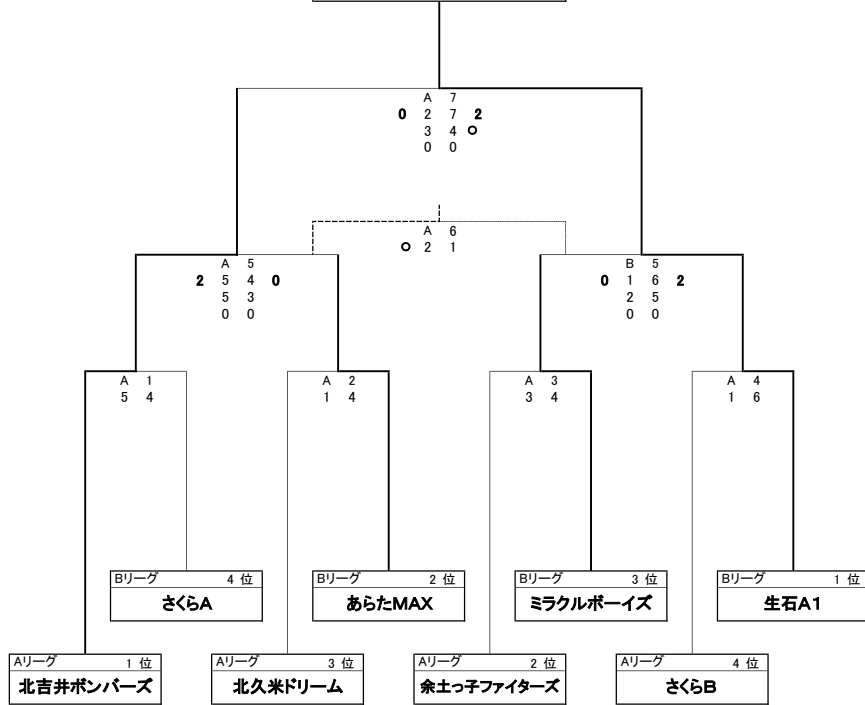 A 7
0 2 7 2
3 4 ○
0 0
A 6
○ 2 1
A 5
2 5 4 0
5 3
0 0
B 5
0 1 6 2
2 5
0 0
A 1
5 4
A 2
1 4
A 3
3 4
A 4
1 6
Bリーグ 4 位
さくらA
Bリーグ 2 位
あらたMAX
Bリーグ 3 位
ミラクルボーイズ
Bリーグ 1 位
生石A1
Aリーグ 1 位
北吉井ボンバーズ
Aリーグ 3 位
北久米ドリーム
Aリーグ 2 位
余土っ子ファイターズ
Aリーグ 4 位
さくらB